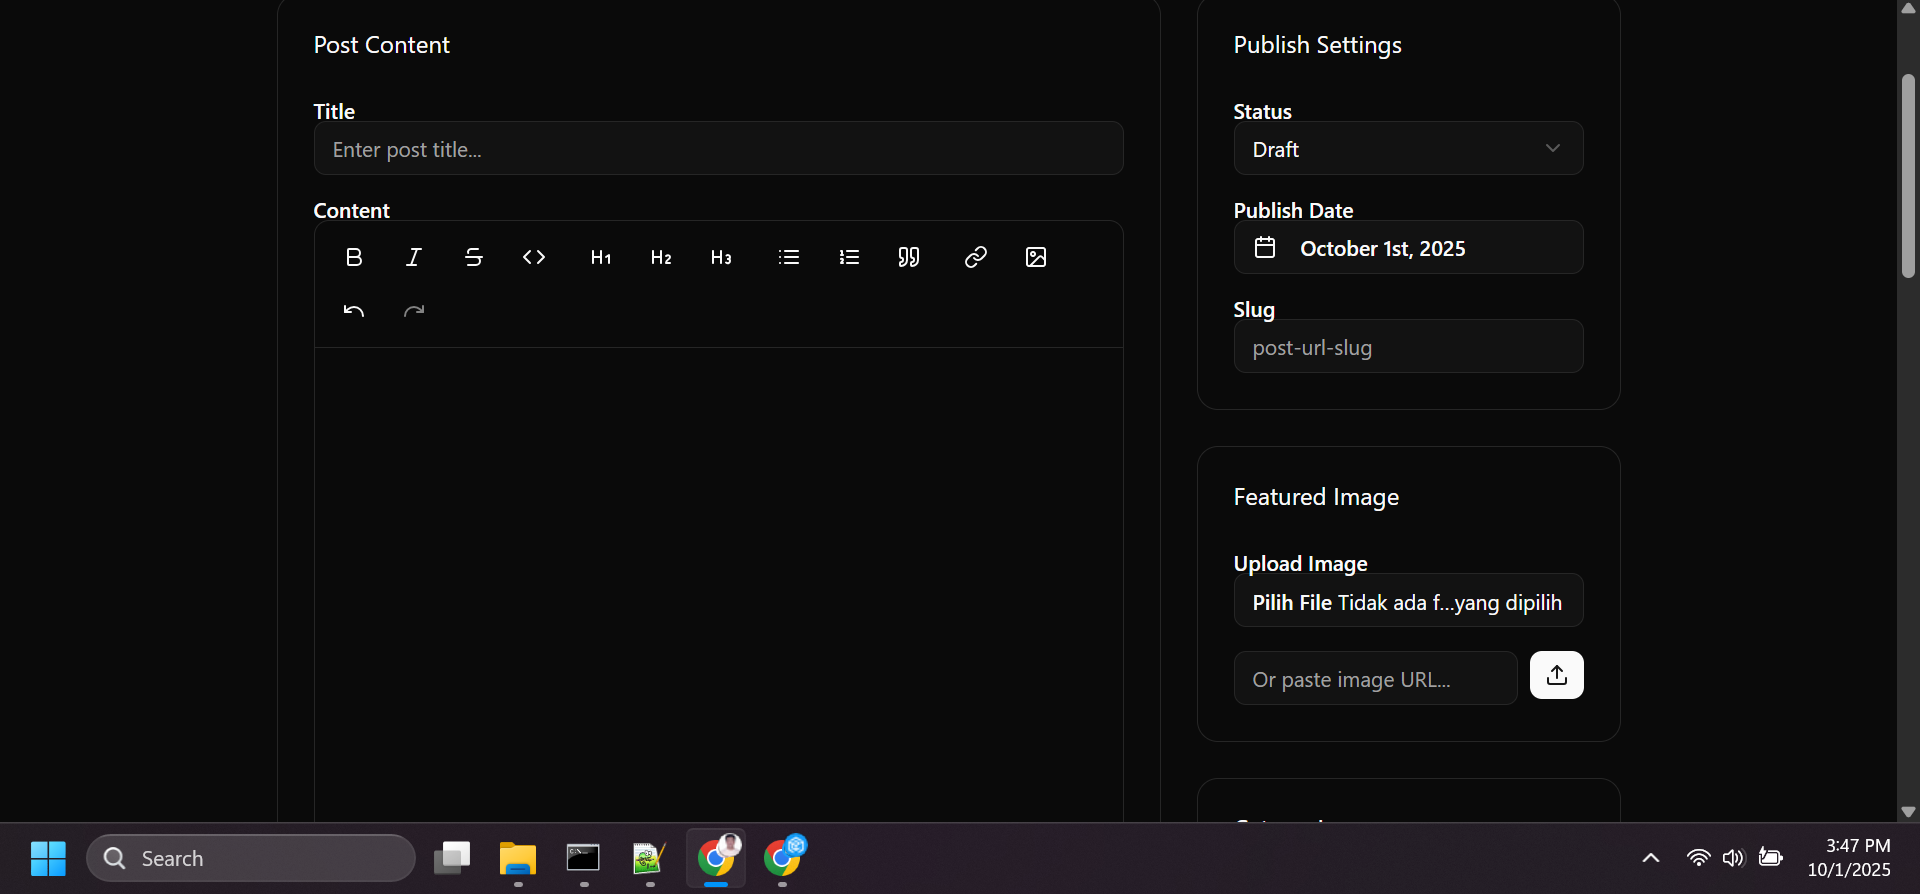 Post Content
Title
Enter post title...
Content
H1 H2 H3
Publish Settings
Status
Draft
Publish Date
October 1st, 2025
Slug
post-url-slug
Featured Image
Upload Image
Pilih File Tidak ada f...yang dipilih
Or paste image URL...
Search
3:47 PM
10/1/2025